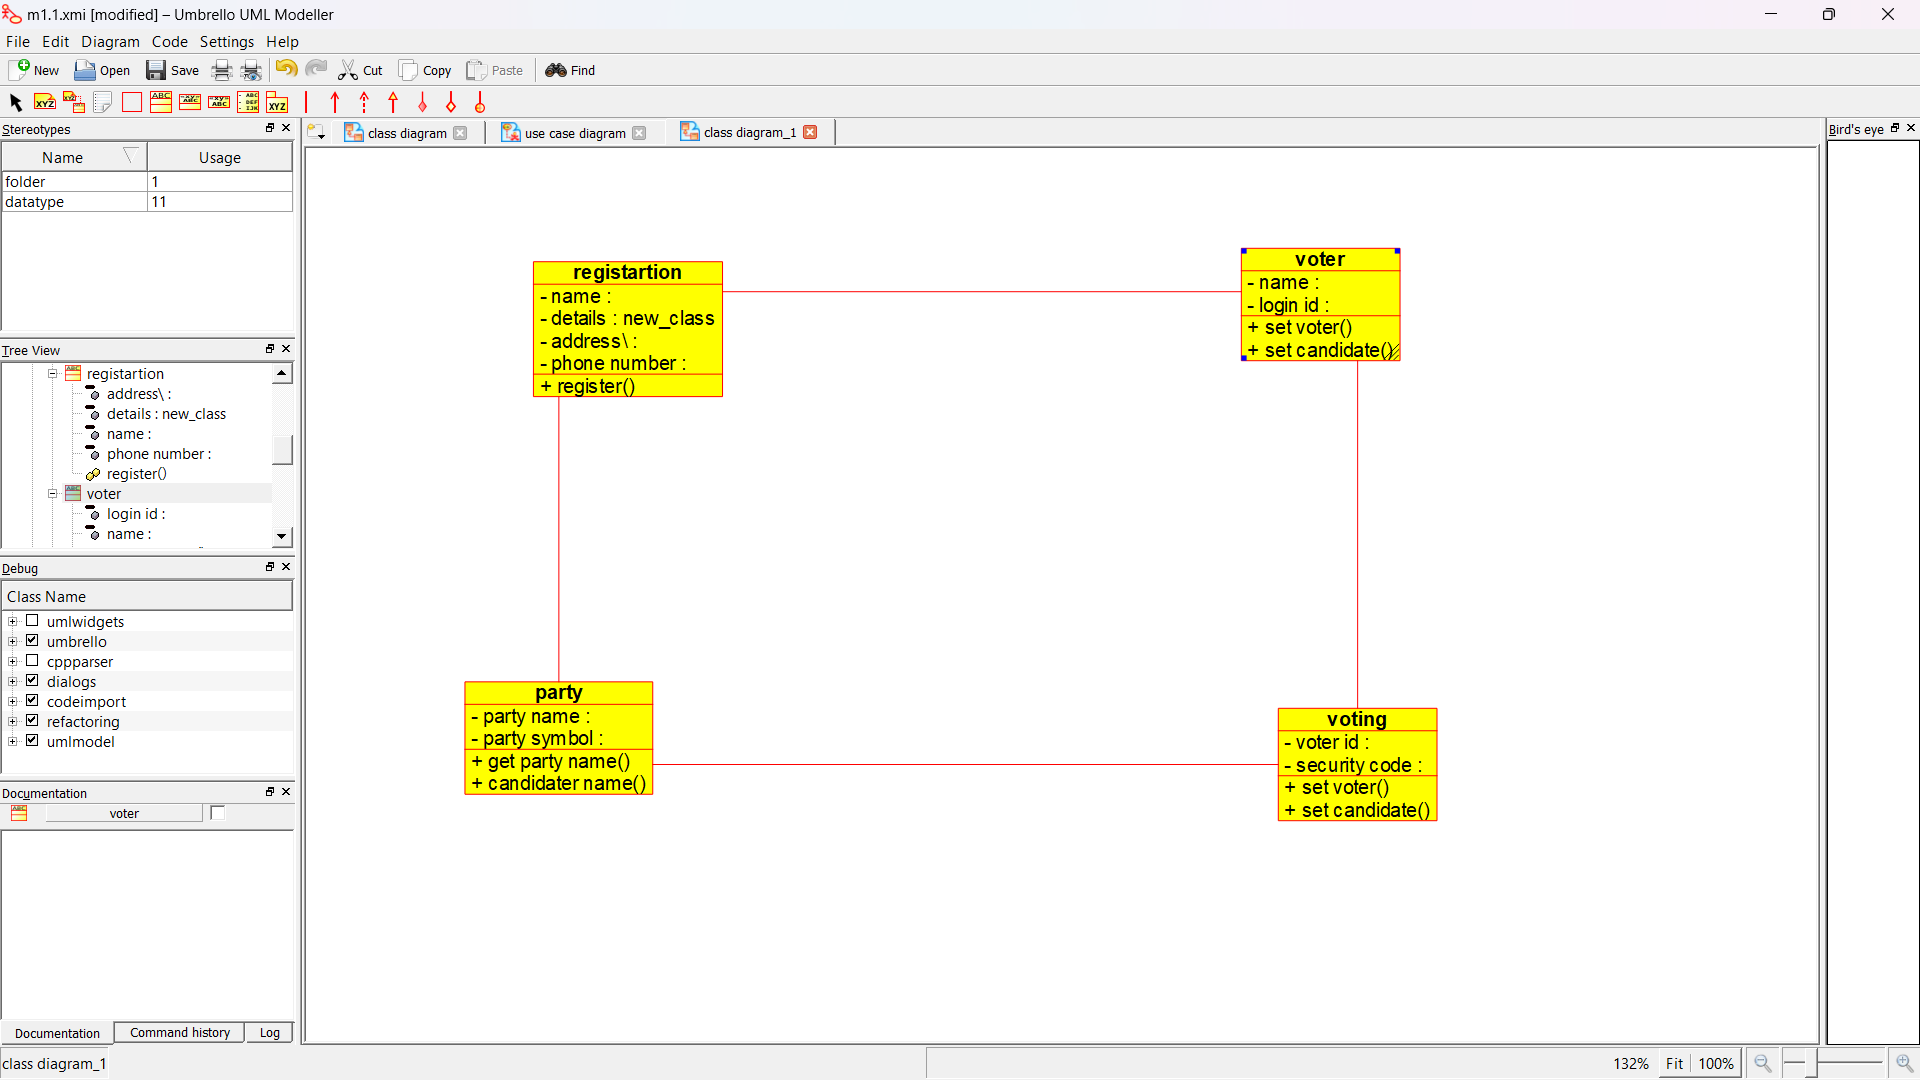 m1.1.xmi [modified] – Umbrello UML Modeller
File Edit Diagram Code Settings Help
New Open Save Cut Copy Paste Find
Stereotypes
Name Usage
folder 1
datatype 11
Tree View
registartion
address\ :
details : new_class
name :
phone number :
register()
voter
login id :
name :
Debug
Class Name
umlwidgets
umbrello
cppparser
dialogs
codeimport
refactoring
umlmodel
Documentation
voter
Documentation Command history Log
class diagram use case diagram class diagram_1
Bird's eye
registartion
- name :
- details : new_class
- address\ :
- phone number :
+ register()
voter
- name :
- login id :
+ set voter()
+ set candidate()
party
- party name :
- party symbol :
+ get party name()
+ candidater name()
voting
- voter id :
- security code :
+ set voter()
+ set candidate()
class diagram_1
132% Fit 100%